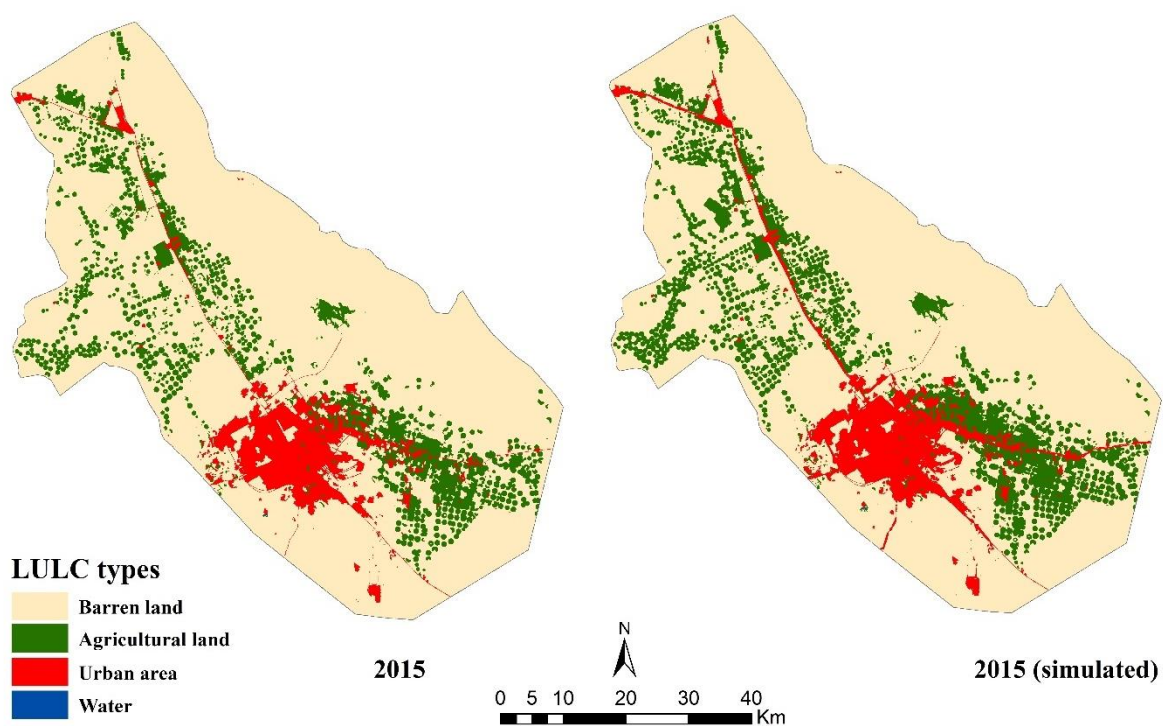 LULC types
Barren land
Agricultural land
Urban area
Water
2015
N
0 5 10 20 30 40
Km
2015 (simulated)